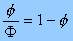 ϕ/Φ = 1 − ϕ